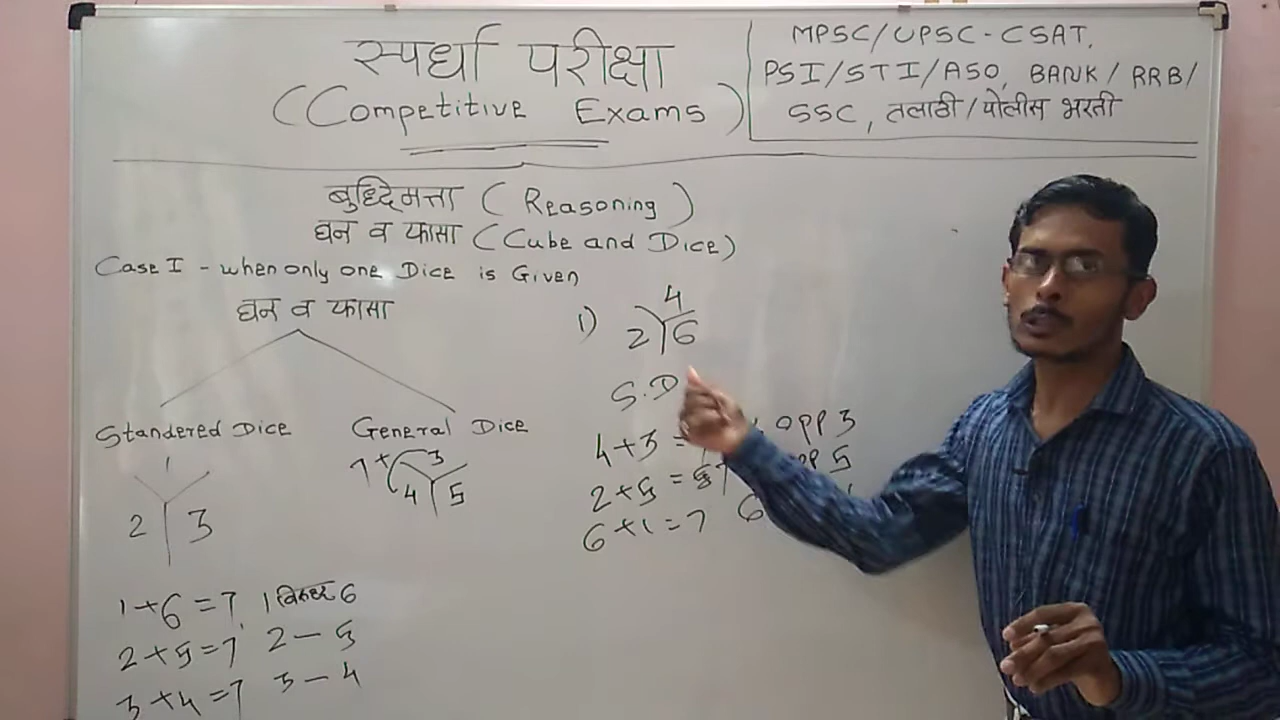 स्पर्धा परीक्षा
(Competitive Exams)
MPSC/UPSC-CSAT.
PSI/STI/ASO, BANK/RRB/
SSC, तलाठी/पोलीस भरती
बुध्दिमत्ता (Reasoning)
घन व फासा (Cube and Dice)
Case I - when only one Dice is Given
घन व फासा
Standered Dice
1
2 3
1+6=7, 1 विरुध्द 6
2+5=7 2-5
3+4=7 3-4
General Dice
7 3
4 5
1) 4
2 6
S.D
4+3= opp 3
2+5= 7 5
6+1=7 6